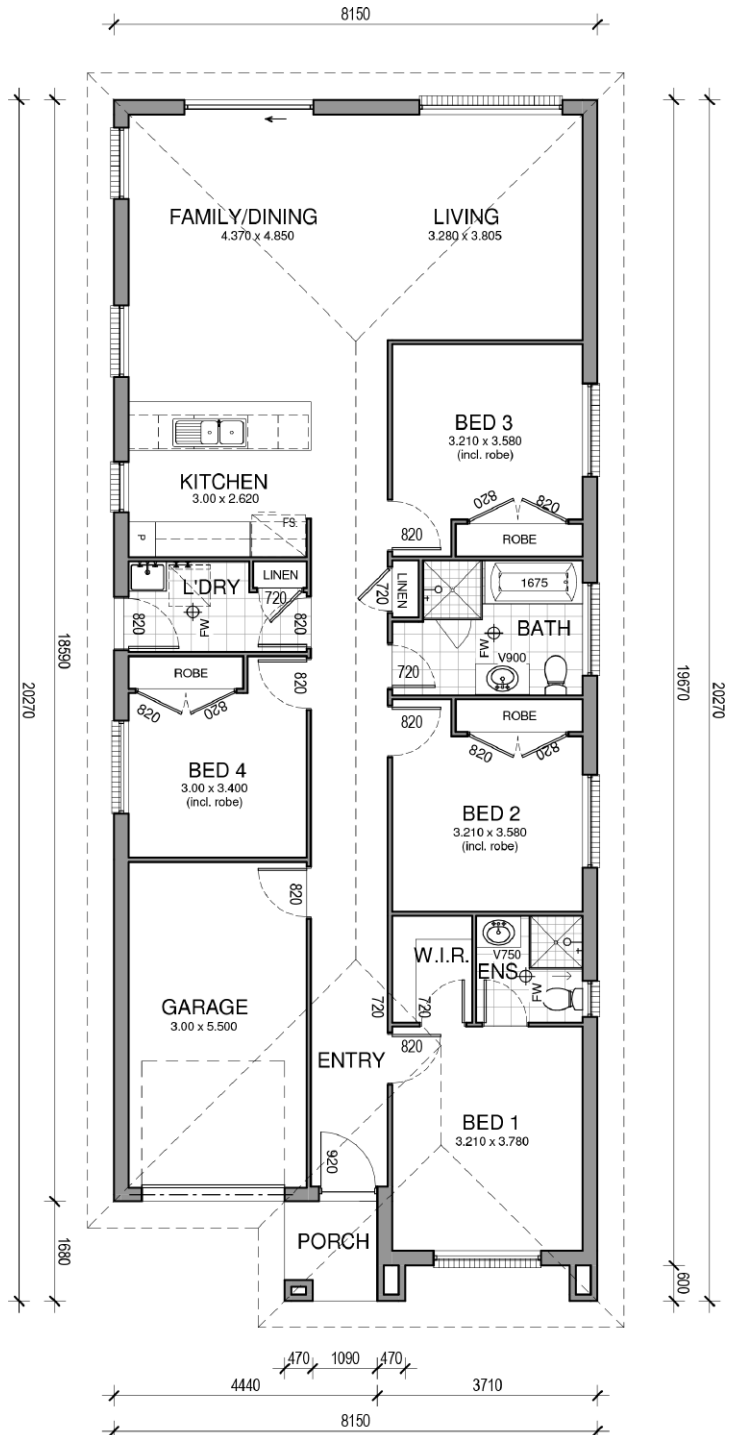 8150
FAMILY/DINING
4.370 x 4.850
LIVING
3.280 x 3.805
BED 3
3.210 x 3.580
(incl. robe)
820
820
820
ROBE
KITCHEN
3.00 x 2.620
FS.
P
L'DRY
LINEN
720
820
820
FW
LINEN
720
1675
BATH
FW
V900
720
ROBE
820
820
820
BED 4
3.00 x 3.400
(incl. robe)
ROBE
820
820
820
BED 2
3.210 x 3.580
(incl. robe)
820
GARAGE
3.00 x 5.500
W.I.R.
V750
ENS
FW
720
720
820
ENTRY
BED 1
3.210 x 3.780
920
PORCH
20270
18590
1680
19670
20270
600
470
1090
470
4440
3710
8150